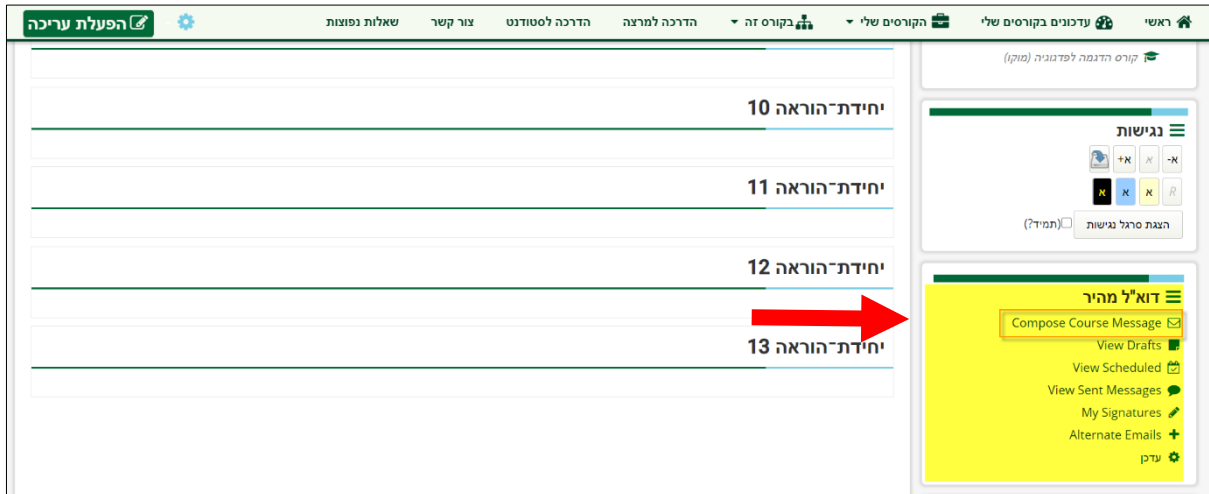 ראשי
עדכונים בקורסים שלי
הקורסים שלי
בקורס זה
הדרכה למרצה
הדרכה לסטודנט
צור קשר
שאלות נפוצות
הפעלת עריכה
קורס הדגמה לפדגוגיה (מוקו)
נגישות
א- א א+
R א א א
הצגת סרגל נגישות (תמיד?)
דוא"ל מהיר
Compose Course Message
View Drafts
View Scheduled
View Sent Messages
My Signatures
Alternate Emails
עדכן
יחידת־הוראה 10
יחידת־הוראה 11
יחידת־הוראה 12
יחידת־הוראה 13